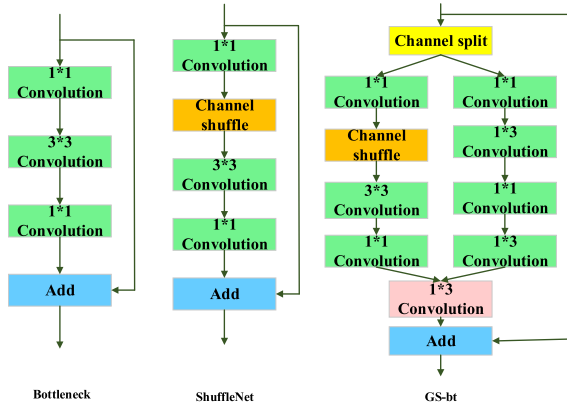 1*1
Convolution
3*3
Convolution
1*1
Convolution
Add
Bottleneck
1*1
Convolution
Channel
shuffle
3*3
Convolution
1*1
Convolution
Add
ShuffleNet
Channel split
1*1
Convolution
Channel
shuffle
3*3
Convolution
1*1
Convolution
1*1
Convolution
1*3
Convolution
1*1
Convolution
1*3
Convolution
1*3
Convolution
Add
GS-bt